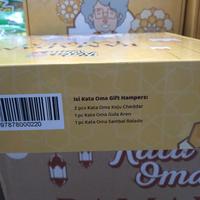 Isi Kata Oma Gift Hampers:
2 pcs Kata Oma Keju Cheddar
1 pc Kata Oma Gula Aren
1 pc Kata Oma Sambal Balado
97878000220
Kata
Oma